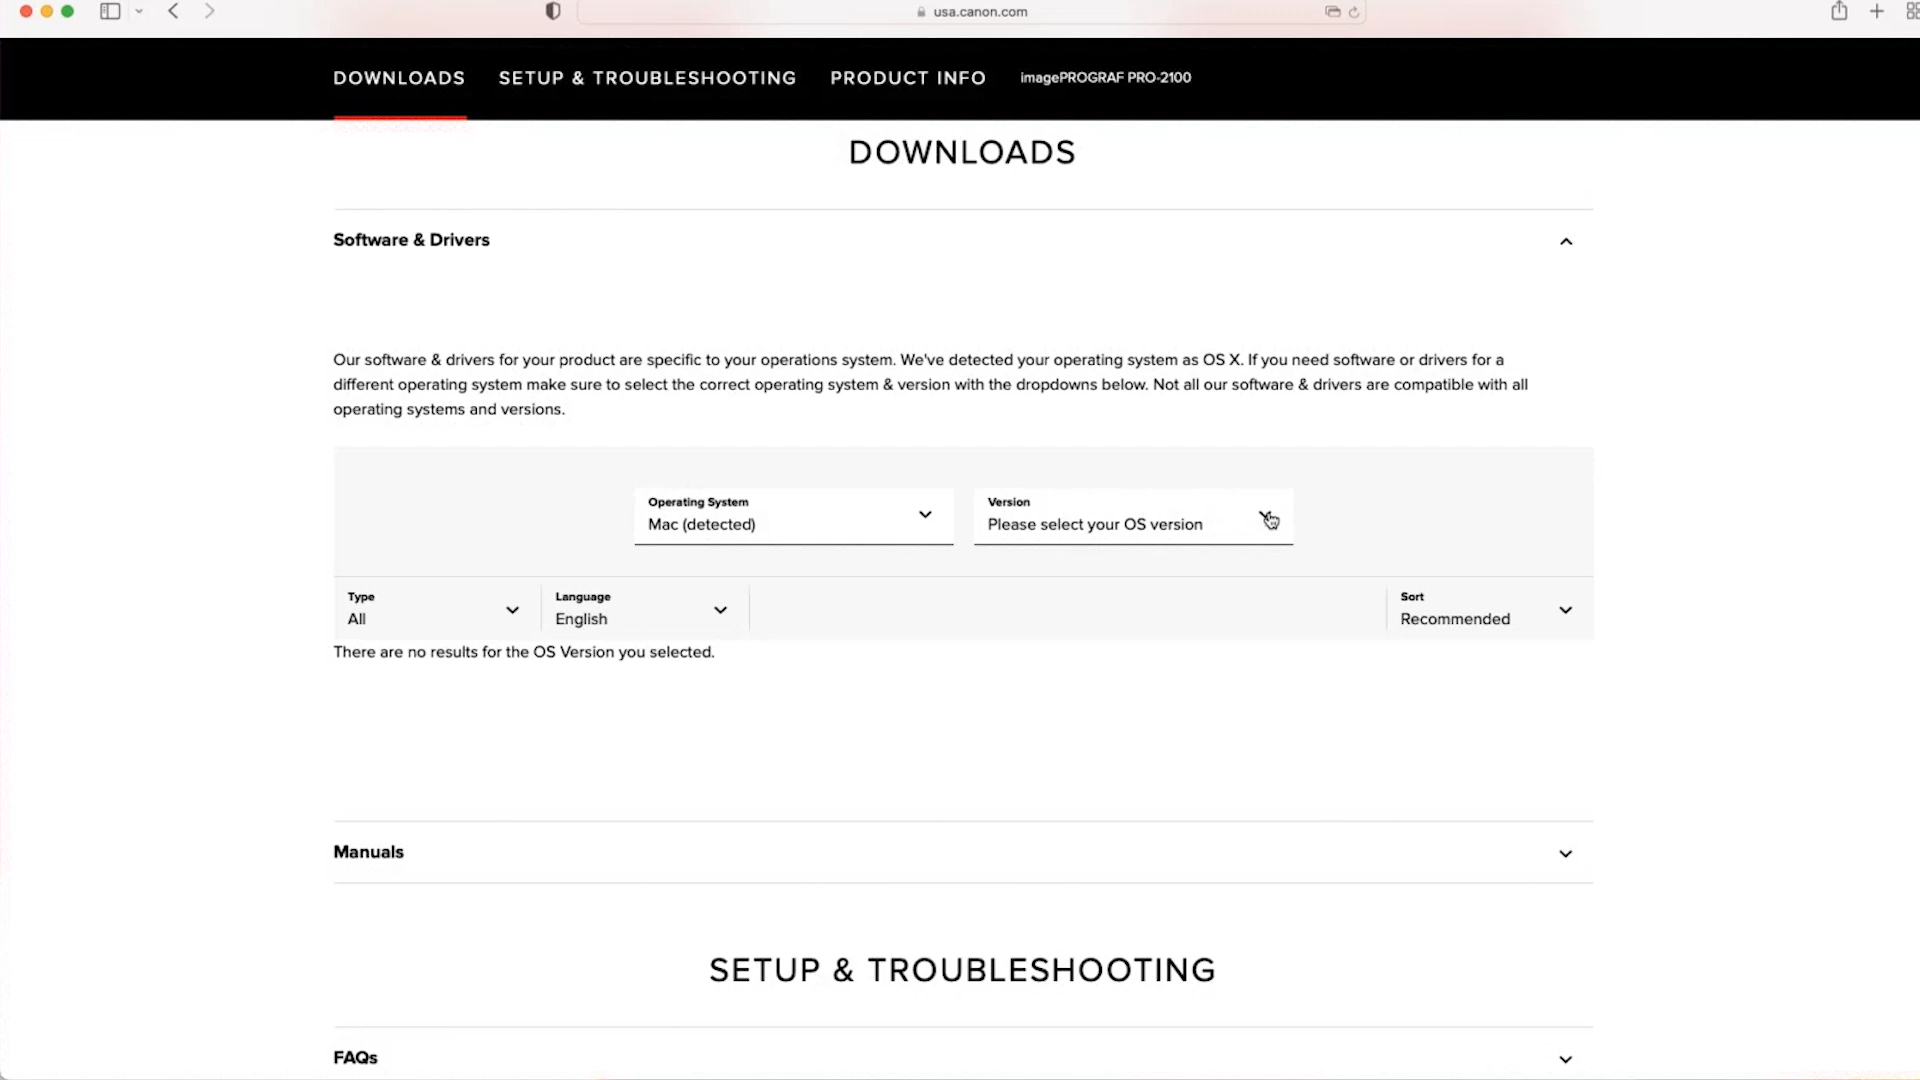 usa.canon.com
DOWNLOADS SETUP & TROUBLESHOOTING PRODUCT INFO imagePROGRAF PRO-2100
DOWNLOADS
Software & Drivers
Our software & drivers for your product are specific to your operations system. We've detected your operating system as OS X. If you need software or drivers for a
different operating system make sure to select the correct operating system & version with the dropdowns below. Not all our software & drivers are compatible with all
operating systems and versions.
Operating System
Mac (detected)
Version
Please select your OS version
Type
All
Language
English
Sort
Recommended
There are no results for the OS Version you selected.
Manuals
SETUP & TROUBLESHOOTING
FAQs